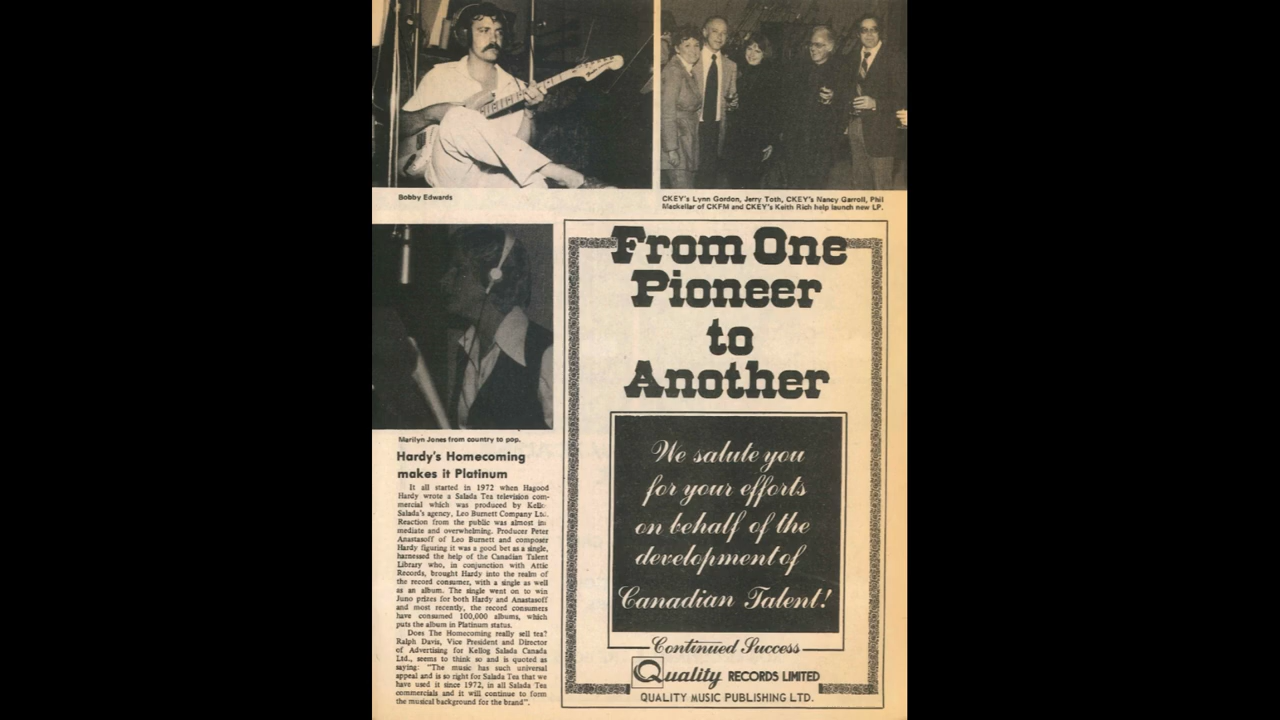 Bobby Edwards
CKEY's Lynn Gordon, Jerry Toth, CKEY's Nancy Carroll, Phil
Mackellar of CKFM and CKEY's Keith Rich help launch new LP.
Marilyn Jones from country to pop.
Hardy's Homecoming
makes it Platinum
It all started in 1972 when Hagood
Hardy wrote a Salada Tea television com-
mercial which was produced by Kello
Salada's agency, Leo Burnett Company Lt
Reaction from the public was almost im
mediate and overwhelming. Producer Peter
Anastasoff of Leo Burnett and composer
Hardy figuring it was a good bet as a single,
harnessed the help of the Canadian Talent
Library who, in conjunction with Attic
Records, brought Hardy into the realm of
the record consumer, with a single as well
as an album. The single went on to win
Juno prizes for both Hardy and Anastasoff
and most recently, the record consumers
have consumed 100,000 albums, which
puts the album in Platinum status.
Does The Homecoming really sell tea?
Ralph Davis, Vice President and Director
of Advertising for Kellog Salada Canada
Ltd., seems to think so and is quoted as
saying: "The music has such universal
appeal and is so right for Salada Tea that we
have used it since 1972, in all Salada Tea
commercials and it will continue to form
the musical background for the brand".
From One
Pioneer
to
Another
We salute you
for your efforts
on behalf of the
development of
Canadian Talent!
Continued Success
Quality RECORDS LIMITED
QUALITY MUSIC PUBLISHING LTD.